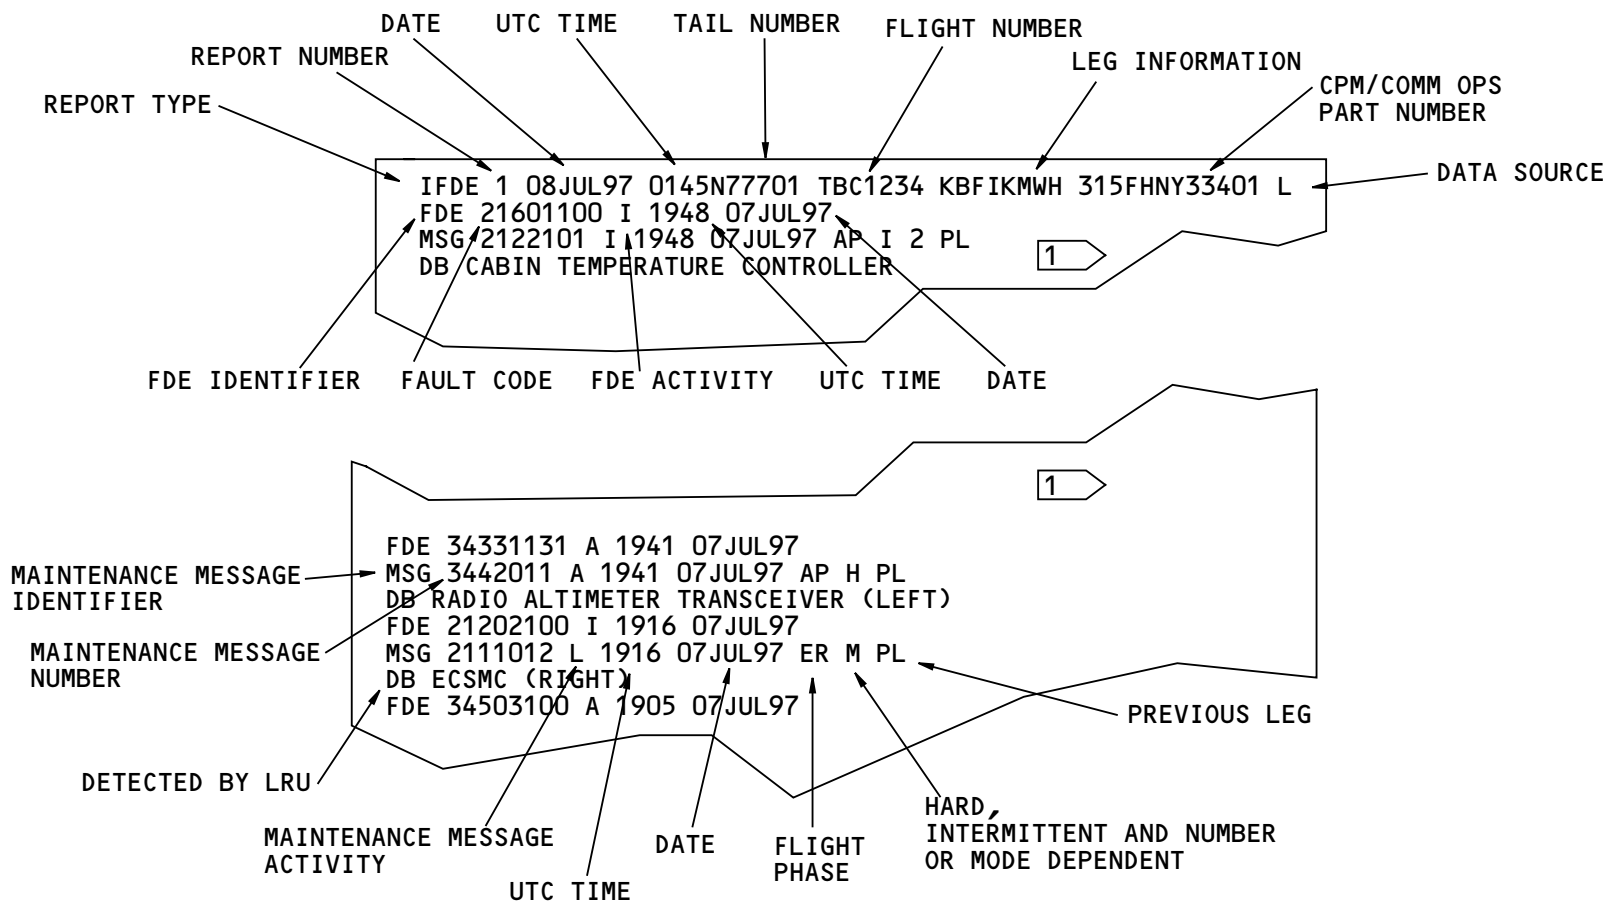 DATE
UTC TIME
TAIL NUMBER
FLIGHT NUMBER
REPORT NUMBER
LEG INFORMATION
REPORT TYPE
CPM/COMM OPS
PART NUMBER
DATA SOURCE
IFDE 1 08JUL97 0145N77701 TBC1234 KBFIKMWH 315FHNY33401 L
FDE 21601100 I 1948 07JUL97
MSG 2122101 I 1948 07JUL97 AP I 2 PL
DB CABIN TEMPERATURE CONTROLLER
1
FDE IDENTIFIER
FAULT CODE
FDE ACTIVITY
UTC TIME
DATE
1
FDE 34331131 A 1941 07JUL97
MSG 3442011 A 1941 07JUL97 AP H PL
DB RADIO ALTIMETER TRANSCEIVER (LEFT)
FDE 21202100 I 1916 07JUL97
MSG 2111012 L 1916 07JUL97 ER M PL
DB ECSMC (RIGHT)
FDE 34503100 A 1905 07JUL97
MAINTENANCE MESSAGE
IDENTIFIER
MAINTENANCE MESSAGE
NUMBER
PREVIOUS LEG
DETECTED BY LRU
MAINTENANCE MESSAGE
ACTIVITY
UTC TIME
DATE
FLIGHT
PHASE
HARD,
INTERMITTENT AND NUMBER
OR MODE DEPENDENT